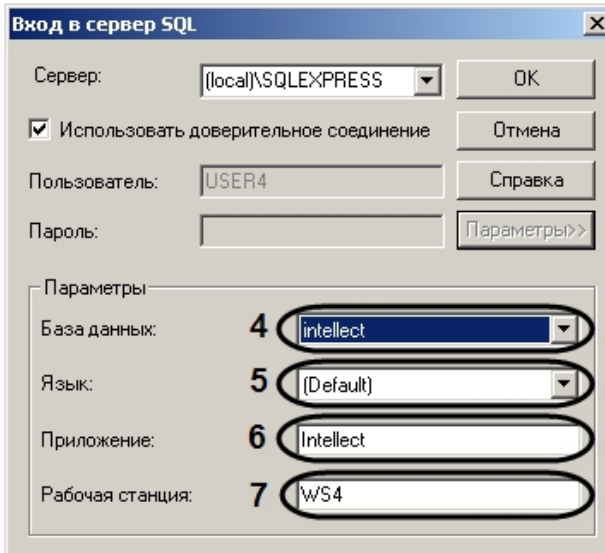 Вход в сервер SQL
Сервер: (local)\SQLEXPRESS OK
Использовать доверительное соединение Отмена
Пользователь: USER4 Справка
Пароль: Параметры>>
Параметры
База данных: 4 intellect
Язык: 5 (Default)
Приложение: 6 Intellect
Рабочая станция: 7 WS4